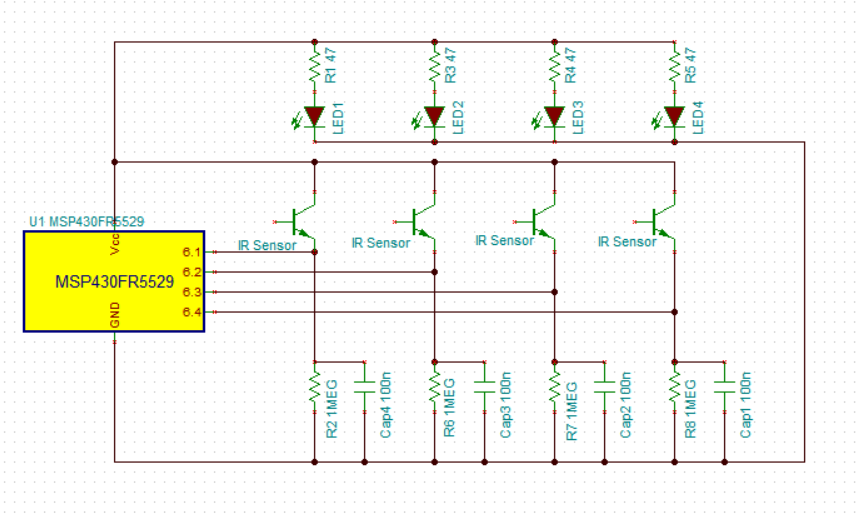 R1 47
R3 47
R4 47
R5 47
LED1
LED2
LED3
LED4
U1 MSP430FR5529
Vcc
IR Sensor
IR Sensor
IR Sensor
IR Sensor
6.1
6.2
MSP430FR5529
6.3
6.4
GND
R2 1MEG
Cap4 100n
R6 1MEG
Cap3 100n
R7 1MEG
Cap2 100n
R8 1MEG
Cap1 100n